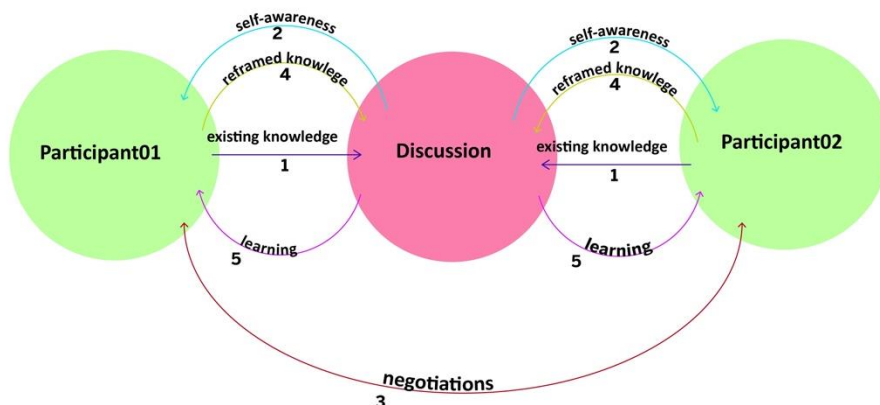 self-awareness
2
reframed knowlege
4
existing knowledge
1
learning
5
Participant01
Discussion
self-awareness
2
reframed knowlege
4
existing knowledge
1
learning
5
Participant02
negotiations
3